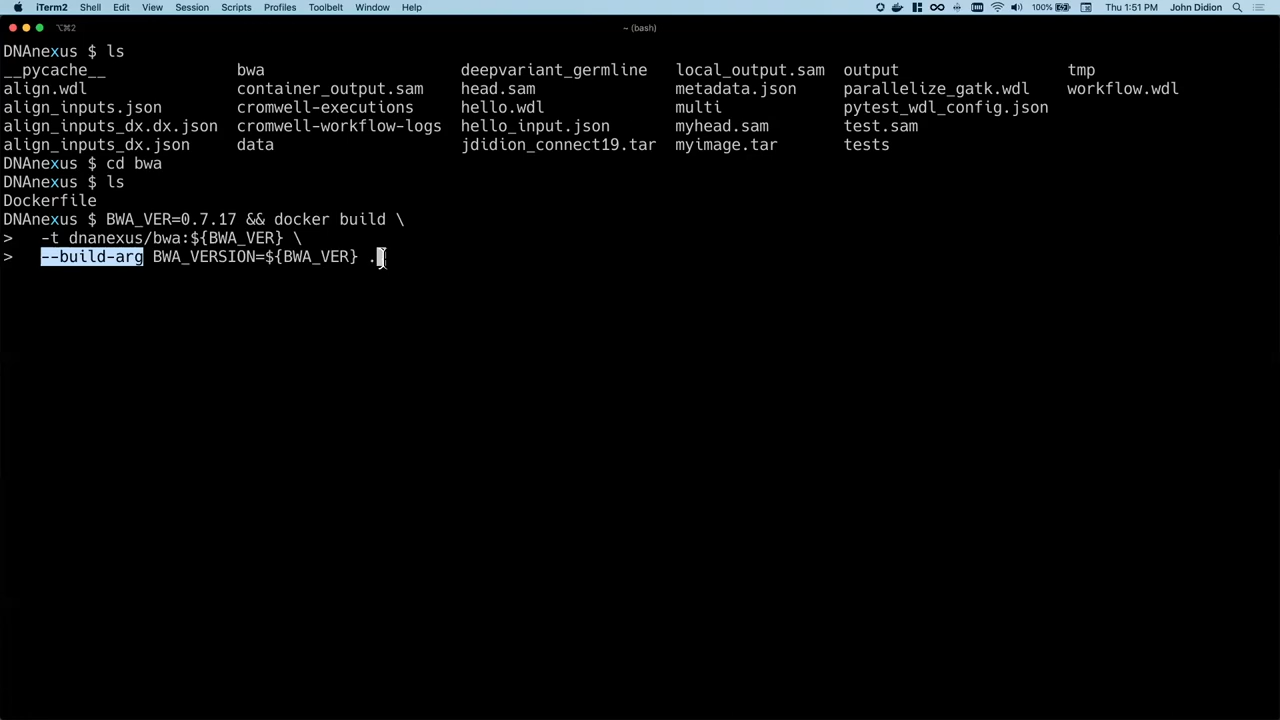 iTerm2 Shell Edit View Session Scripts Profiles Toolbelt Window Help 100% Thu 1:51 PM John Didion
⌥⌘2 ~ (bash)
DNAnexus $ ls
__pycache__ bwa deepvariant_germline local_output.sam output tmp
align.wdl container_output.sam head.sam metadata.json parallelize_gatk.wdl workflow.wdl
align_inputs.json cromwell-executions hello.wdl multi pytest_wdl_config.json
align_inputs_dx.dx.json cromwell-workflow-logs hello_input.json myhead.sam test.sam
align_inputs_dx.json data jdidion_connect19.tar myimage.tar tests
DNAnexus $ cd bwa
DNAnexus $ ls
Dockerfile
DNAnexus $ BWA_VER=0.7.17 && docker build \
> -t dnanexus/bwa:${BWA_VER} \
> --build-arg BWA_VERSION=${BWA_VER} .